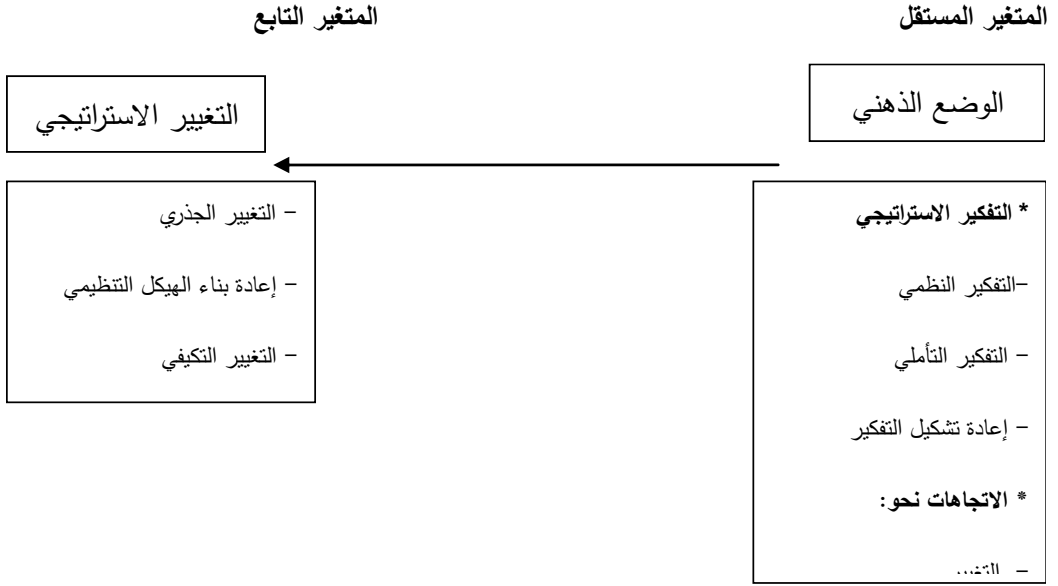 المتغير المستقل
المتغير التابع
الوضع الذهني
التغيير الاستراتيجي
* التفكير الاستراتيجي
-التفكير النظمي
- التفكير التأملي
- إعادة تشكيل التفكير
* الاتجاهات نحو:
-
- التغيير الجذري
- إعادة بناء الهيكل التنظيمي
- التغيير التكيفي